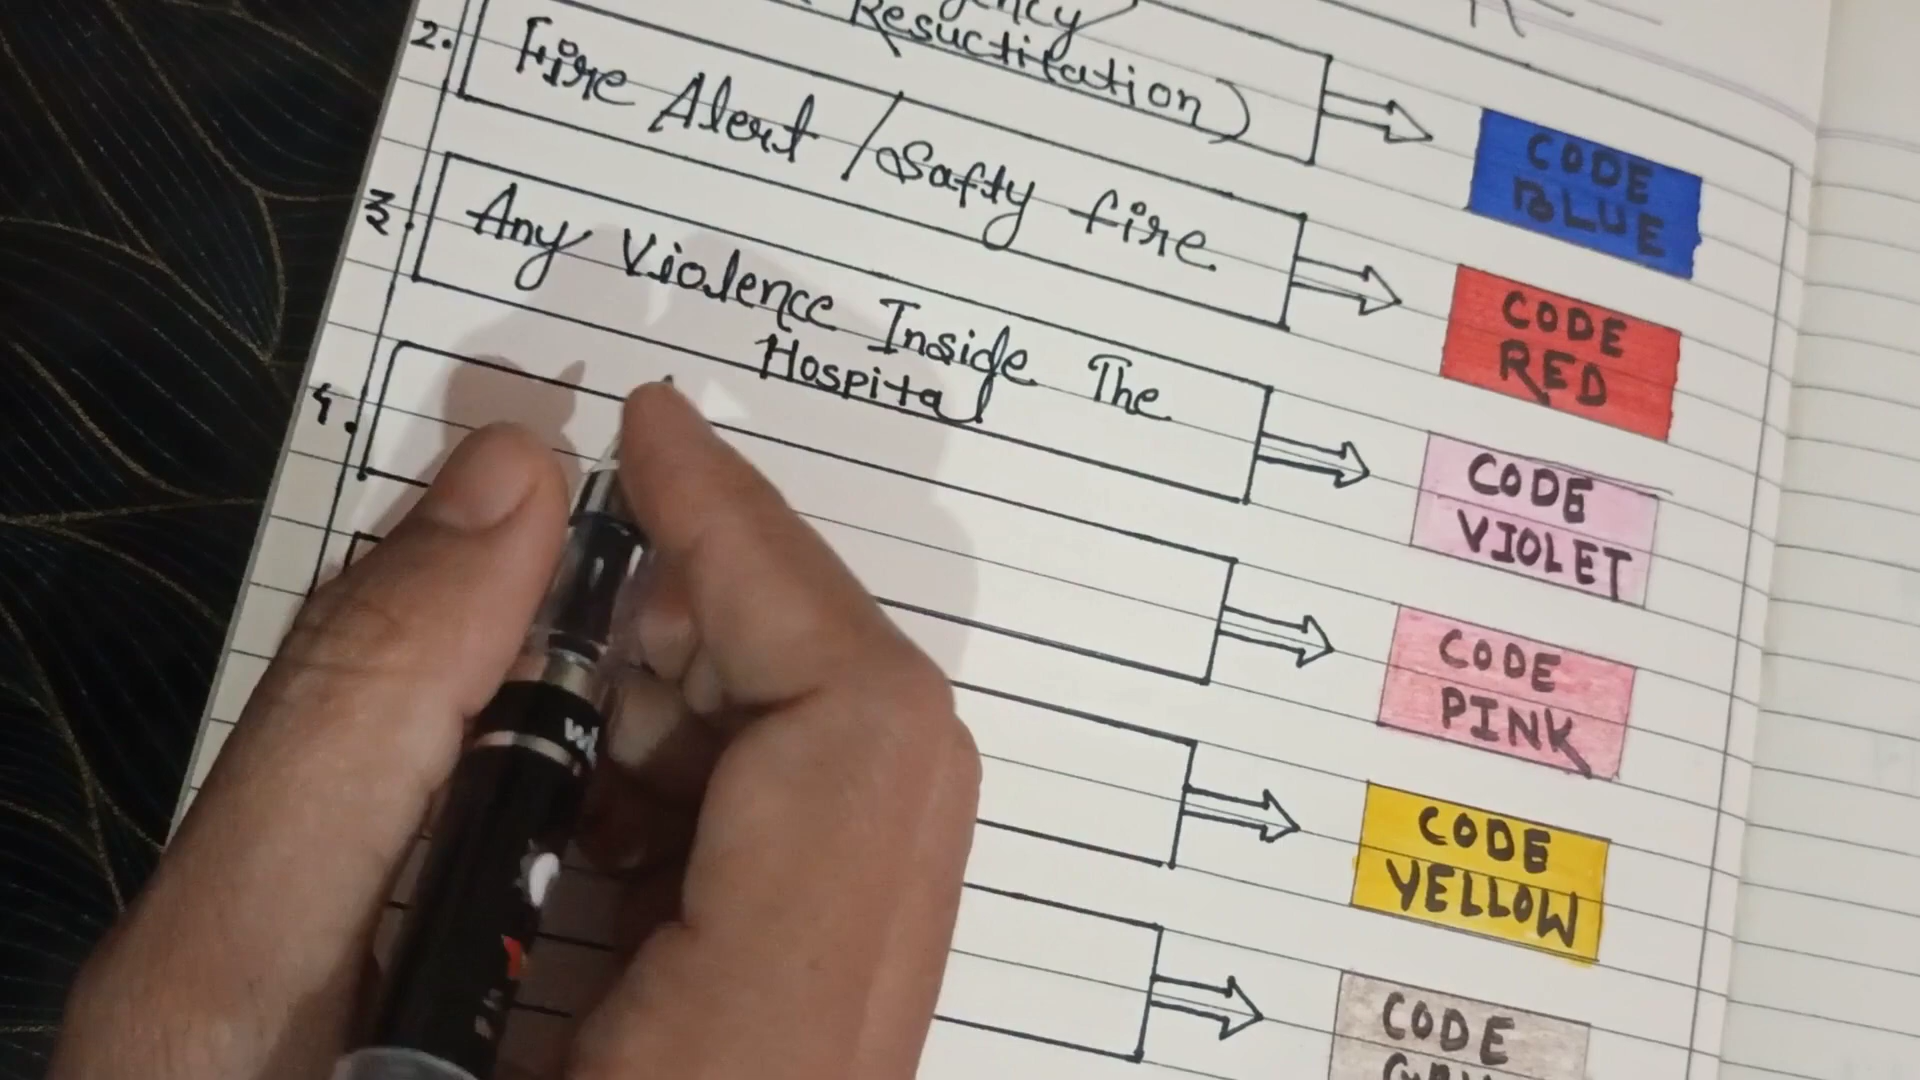 Resuctitation)
CODE
BLUE
2.
Fire Alert / Safty fire
CODE
RED
3.
Any Violence Inside The
Hospital
CODE
VIOLET
4.
CODE
PINK
CODE
YELLOW
CODE